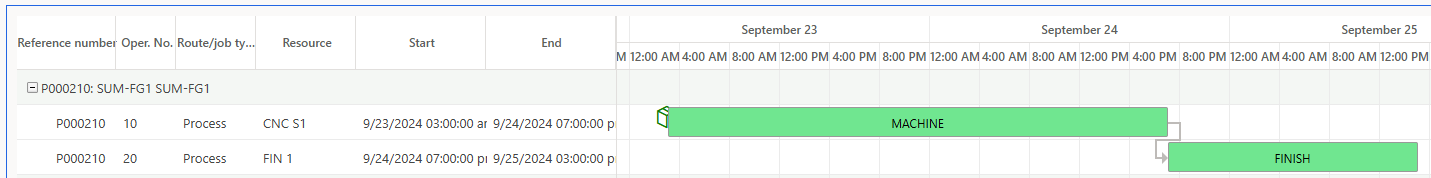 September 23 September 24 September 25
Reference number Oper. No. Route/job ty... Resource Start End
M 12:00 AM 4:00 AM 8:00 AM 12:00 PM 4:00 PM 8:00 PM 12:00 AM 4:00 AM 8:00 AM 12:00 PM 4:00 PM 8:00 PM 12:00 AM 4:00 AM 8:00 AM 12:00 PM
P000210: SUM-FG1 SUM-FG1
P000210 10 Process CNC S1 9/23/2024 03:00:00 a 9/24/2024 07:00:00 p MACHINE
P000210 20 Process FIN 1 9/24/2024 07:00:00 p 9/25/2024 03:00:00 p FINISH